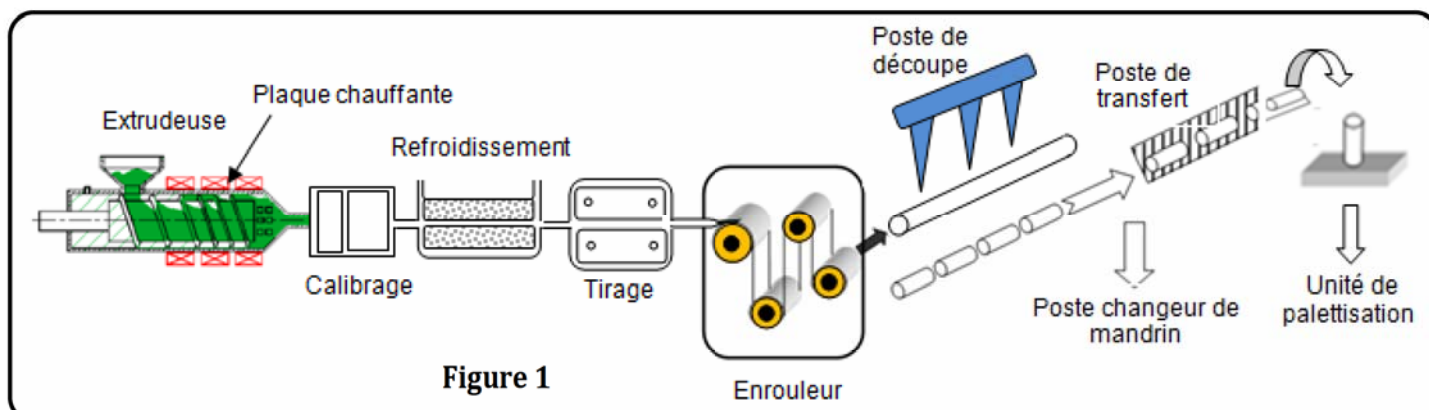 Poste de
découpe
Plaque chauffante
Extrudeuse
Poste de
transfert
Refroidissement
Calibrage
Tirage
Poste changeur de
mandrin
Unité de
palettisation
Figure 1
Enrouleur